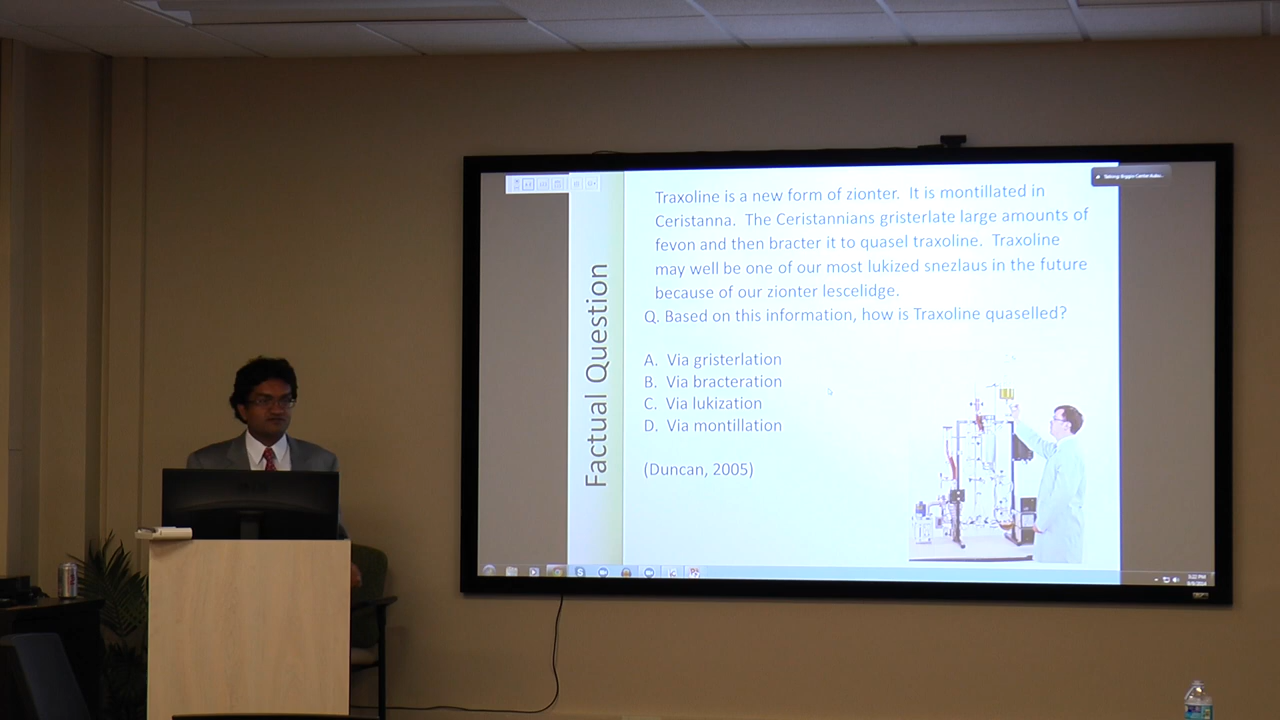 Factual Question
Traxoline is a new form of zionter. It is montillated in
Ceristanna. The Ceristannians gristerlate large amounts of
fevon and then bracter it to quasel traxoline. Traxoline
may well be one of our most lukized snezlaus in the future
because of our zionter lescelidge.
Q. Based on this information, how is Traxoline quaselled?
A. Via gristerlation
B. Via bracteration
C. Via lukization
D. Via montillation
(Duncan, 2005)